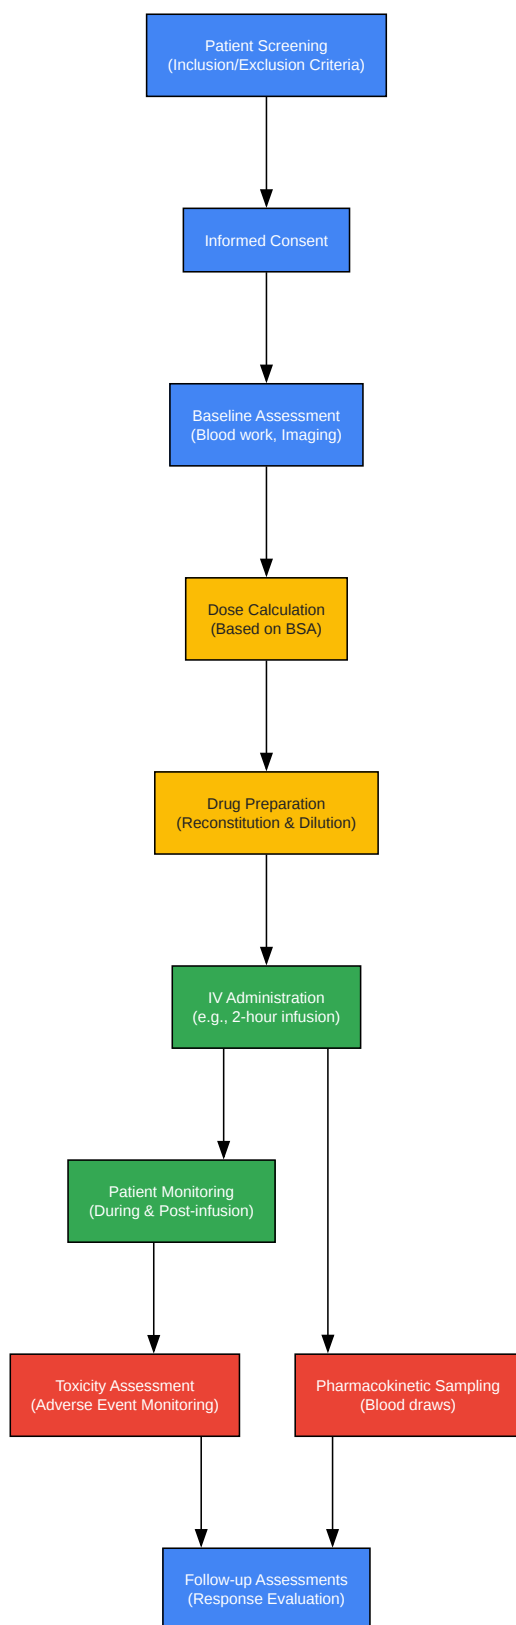 Patient Screening
(Inclusion/Exclusion Criteria)
Informed Consent
Baseline Assessment
(Blood work, Imaging)
Dose Calculation
(Based on BSA)
Drug Preparation
(Reconstitution & Dilution)
IV Administration
(e.g., 2-hour infusion)
Patient Monitoring
(During & Post-infusion)
Toxicity Assessment
(Adverse Event Monitoring)
Pharmacokinetic Sampling
(Blood draws)
Follow-up Assessments
(Response Evaluation)